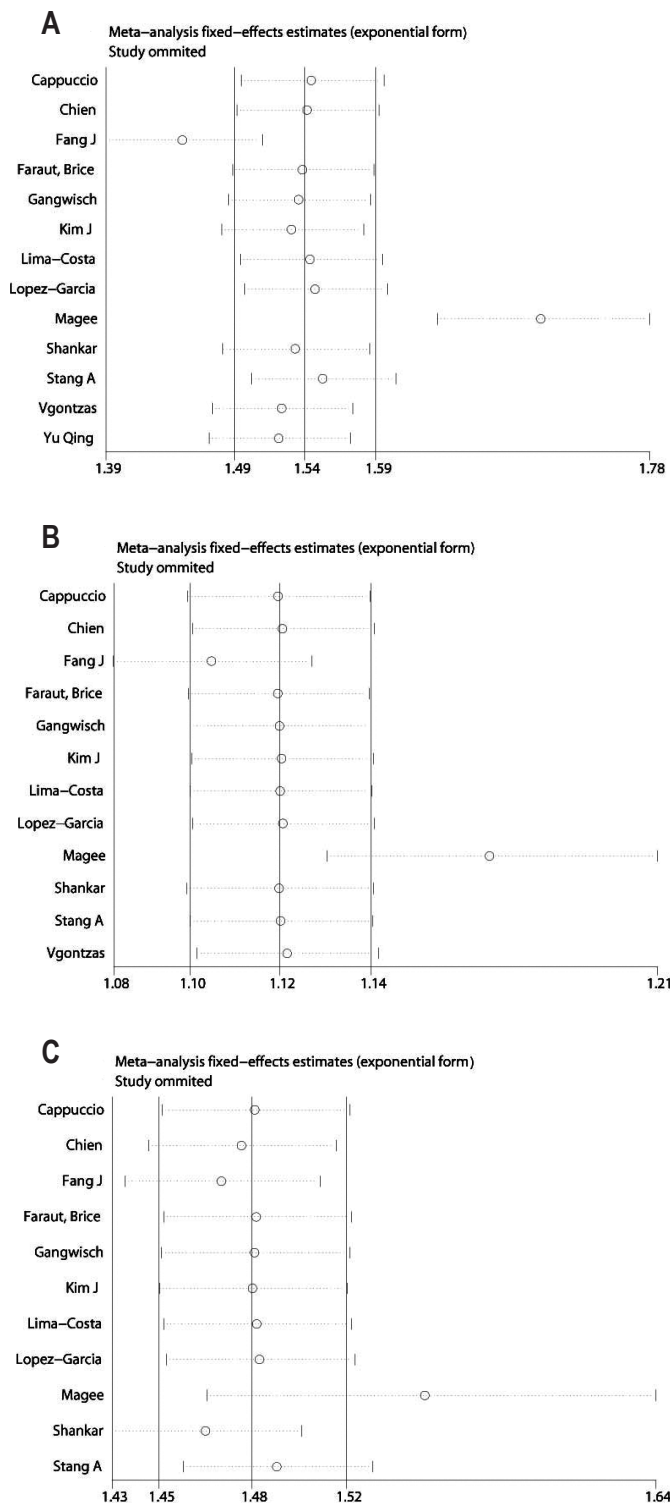 A
Meta−analysis fixed−effects estimates (exponential form)
Study ommited
Cappuccio
Chien
Fang J
Faraut, Brice
Gangwisch
Kim J
Lima−Costa
Lopez−Garcia
Magee
Shankar
Stang A
Vgontzas
Yu Qing
1.39 1.49 1.54 1.59 1.78
B
Meta−analysis fixed−effects estimates (exponential form)
Study ommited
Cappuccio
Chien
Fang J
Faraut, Brice
Gangwisch
Kim J
Lima−Costa
Lopez−Garcia
Magee
Shankar
Stang A
Vgontzas
1.08 1.10 1.12 1.14 1.21
C
Meta−analysis fixed−effects estimates (exponential form)
Study ommited
Cappuccio
Chien
Fang J
Faraut, Brice
Gangwisch
Kim J
Lima−Costa
Lopez−Garcia
Magee
Shankar
Stang A
1.43 1.45 1.48 1.52 1.64